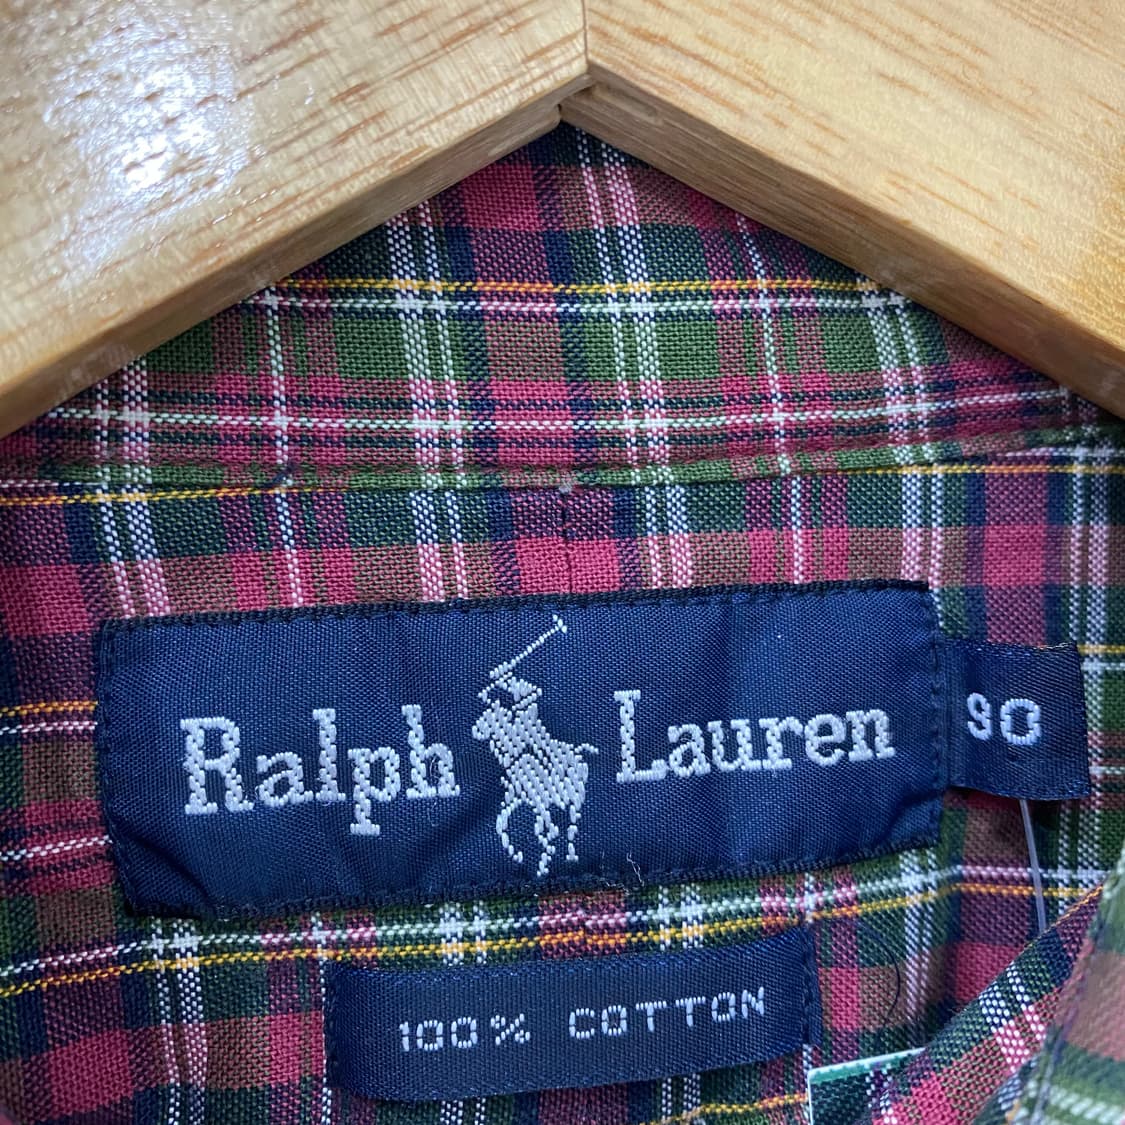 Ralph Lauren
90
100% COTTON